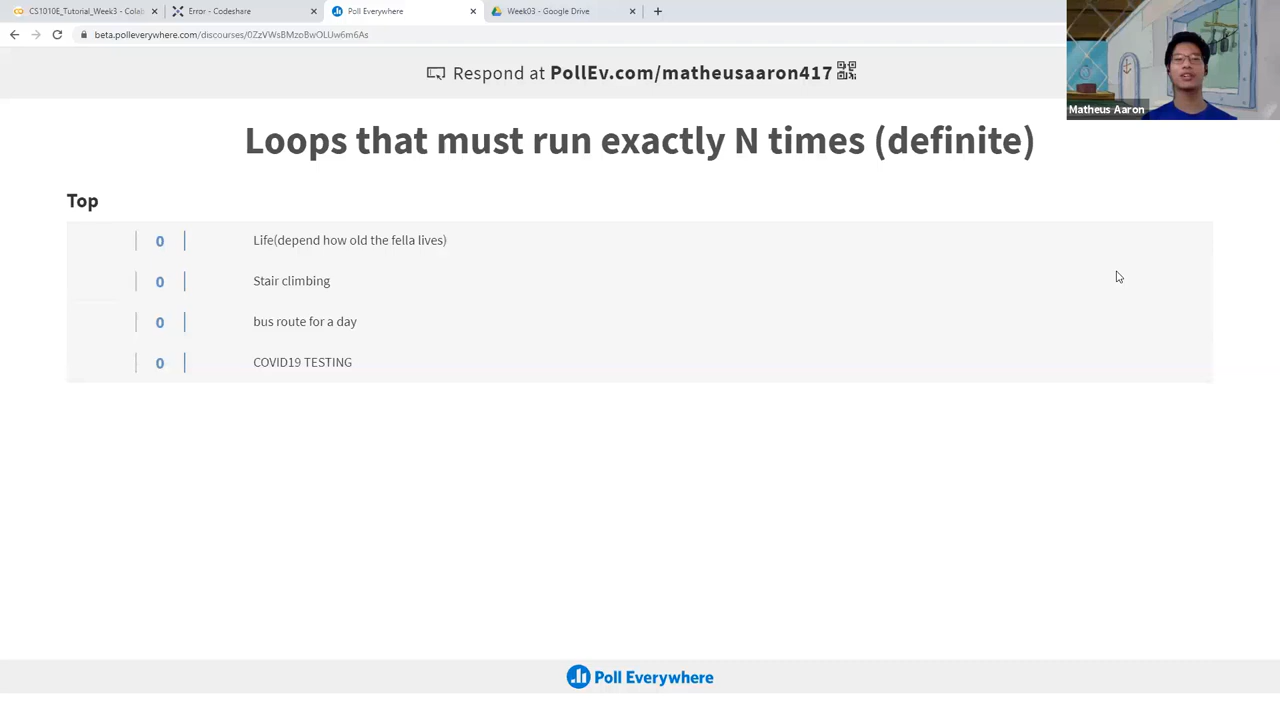 CS1010E_Tutorial_Week3 - Colab
Error - Codeshare
Poll Everywhere
Week03 - Google Drive
beta.polleverywhere.com/discourses/0ZzVWsBMzoBwOLUw6m6As
Respond at PollEv.com/matheusaaron417
Matheus Aaron
Loops that must run exactly N times (definite)
Top
0 Life(depend how old the fella lives)
0 Stair climbing
0 bus route for a day
0 COVID19 TESTING
Poll Everywhere